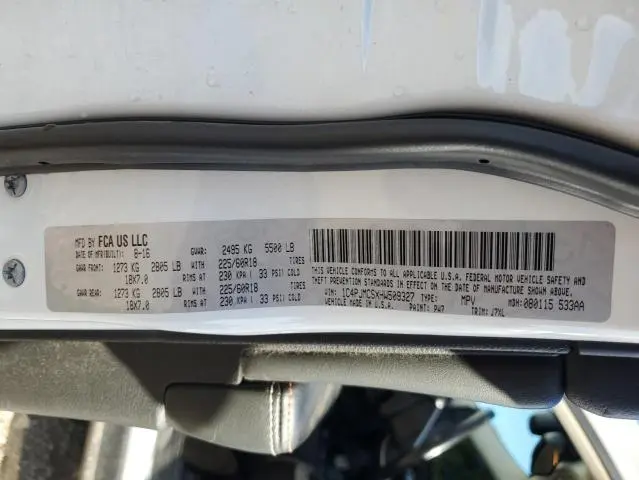 MFD BY FCA US LLC
DATE OF MFR(BUILT): 8-16 GVWR: 2495 KG 5500 LB
GAWR FRONT: 1273 KG 2805 LB WITH 225/60R18 TIRES
18X7.0 RIMS AT 230 KPA ( 33 PSI) COLD
GAWR REAR: 1273 KG 2805 LB WITH 225/60R18 TIRES
18X7.0 RIMS AT 230 KPA ( 33 PSI) COLD
THIS VEHICLE CONFORMS TO ALL APPLICABLE U.S.A. FEDERAL MOTOR VEHICLE SAFETY AND
THEFT PREVENTION STANDARDS IN EFFECT ON THE DATE OF MANUFACTURE SHOWN ABOVE.
VIN: 1C4PJMCSXHW509327 TYPE: MPV MDH: 080115 533AA
VEHICLE MADE IN U.S.A. PAINT: PW7 TRIM: J7XL